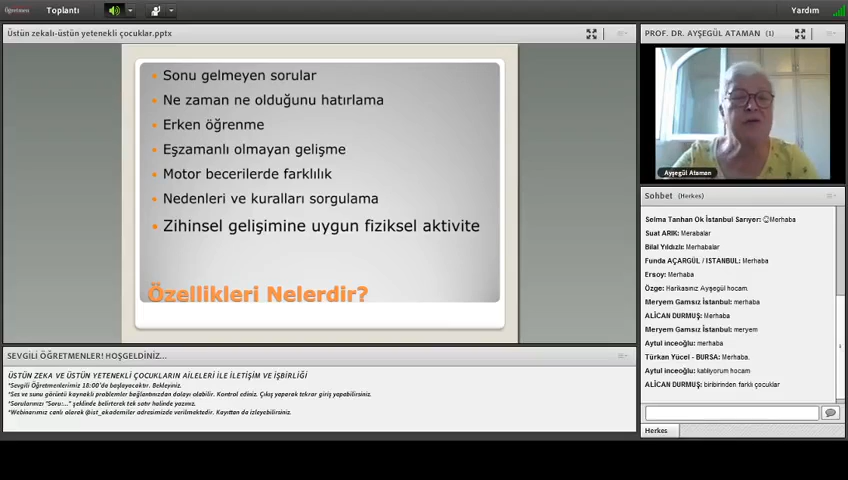 Öğretmen Toplantı Yardım
Üstün zekalı-üstün yetenekli çocuklar.pptx
Sonu gelmeyen sorular
Ne zaman ne olduğunu hatırlama
Erken öğrenme
Eşzamanlı olmayan gelişme
Motor becerilerde farklılık
Nedenleri ve kuralları sorgulama
Zihinsel gelişimine uygun fiziksel aktivite
Özellikleri Nelerdir?
SEVGİLİ ÖĞRETMENLER! HOŞGELDİNİZ...
ÜSTÜN ZEKA VE ÜSTÜN YETENEKLİ ÇOCUKLARIN AİLELERİ İLE İLETİŞİM VE İŞBİRLİĞİ
*Sevgili Öğretmenlerimiz 18:00'de başlayacaktır. Bekleyiniz.
*Ses ve sunu görüntü kaynaklı problemler bağlantınızdan dolayı olabilir. Kontrol ediniz. Çıkış yaparak tekrar giriş yapabilirsiniz.
*Sorularınızı "Soru:..." şeklinde belirterek tek satır halinde yazınız.
*Webinarımız canlı olarak @ist_akademiler adresimizde verilmektedir. Kayıttan da izleyebilirsiniz.
PROF. DR. AYŞEGÜL ATAMAN (1)
Ayşegül Ataman
Sohbet (Herkes)
Selma Tanhan Ok İstanbul Sarıyer: Merhaba
Suat ARIK: Merabalar
Bilal Yıldızlı: Merhabalar
Funda AÇARGÜL / ISTANBUL: Merhaba
Ersoy: Merhaba
Özge: Harikasınız Ayşegül hocam.
Meryem Gamsız İstanbul: merhaba
ALİCAN DURMUŞ: Merhaba
Meryem Gamsız İstanbul: meryem
Aytul inceoğlu: merhaba
Türkan Yücel - BURSA: Merhaba.
Aytul inceoğlu: katılıyorum hocam
ALİCAN DURMUŞ: biribirinden farklı çocuklar
Herkes